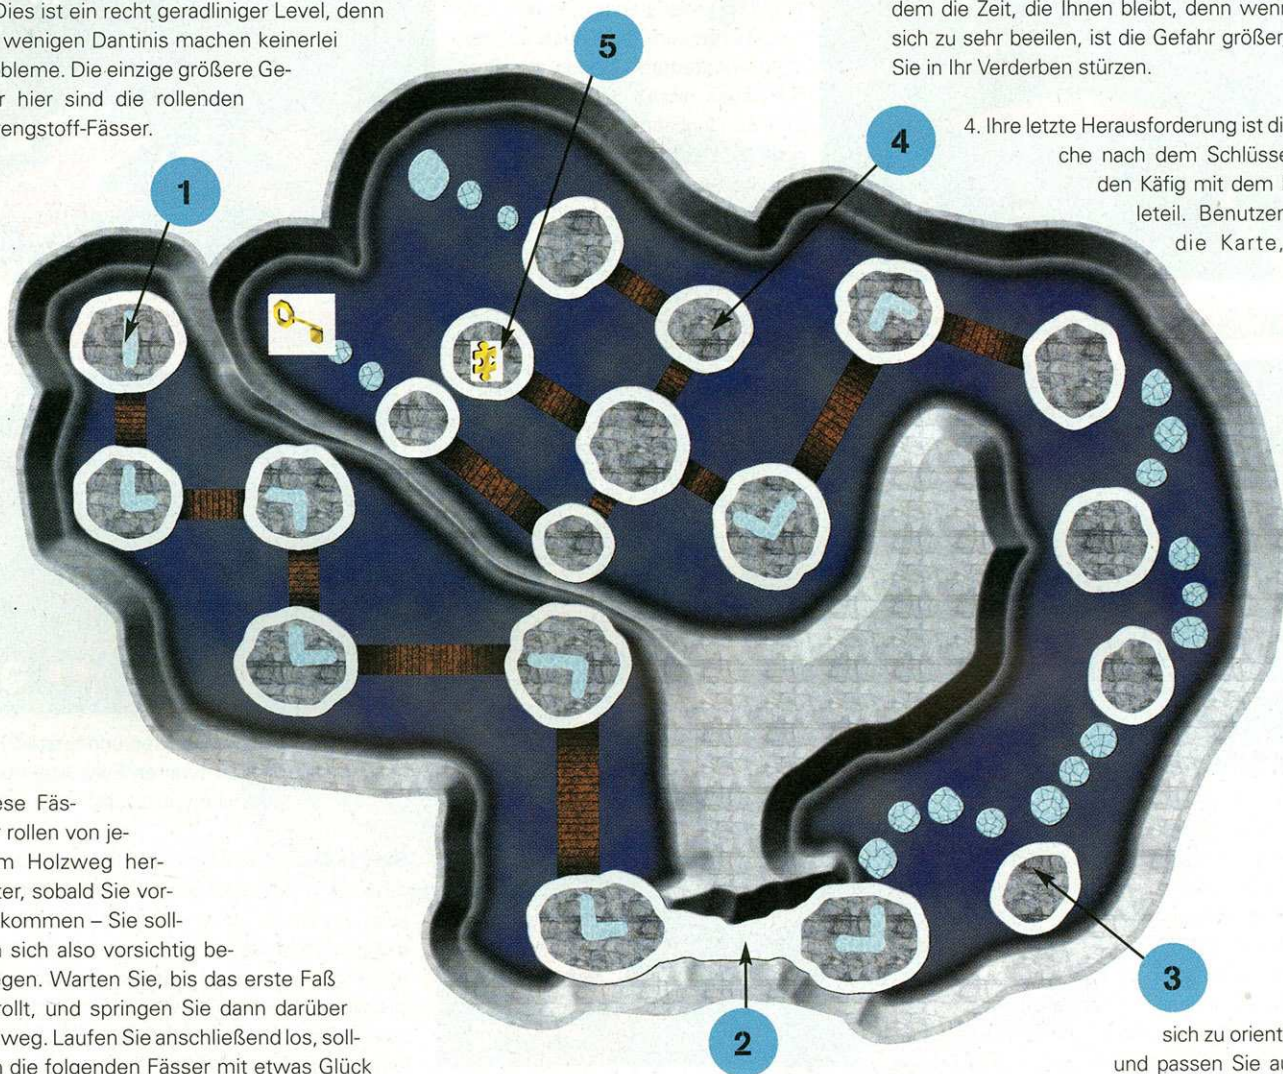 Dies ist ein recht geradliniger Level, denn
wenigen Dantinis machen keinerlei
obleme. Die einzige größere Ge-
r hier sind die rollenden
rengstoff-Fässer.
1
ese Fäs-
r rollen von je-
m Holzweg her-
ter, sobald Sie vor-
kommen – Sie soll-
n sich also vorsichtig be-
egen. Warten Sie, bis das erste Faß
rollt, und springen Sie dann darüber
weg. Laufen Sie anschließend los, soll-
n die folgenden Fässer mit etwas Glück
5
4
2
3
dem die Zeit, die Ihnen bleibt, denn wenn
sich zu sehr beeilen, ist die Gefahr größer
Sie in Ihr Verderben stürzen.
4. Ihre letzte Herausforderung ist di
che nach dem Schlüsse
den Käfig mit dem
leteil. Benutzen
die Karte,
sich zu orient
und passen Sie au